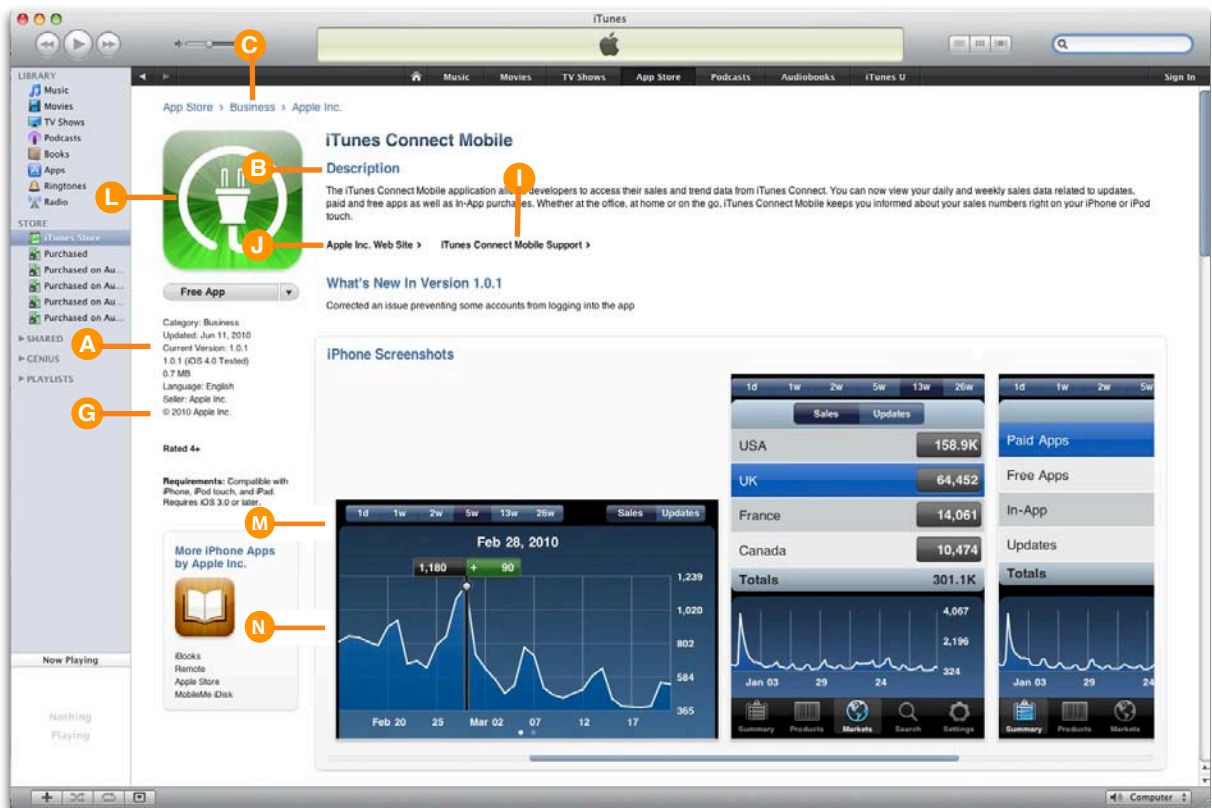 iTunes
C
LIBRARY
Music
Movies
TV Shows
Podcasts
Books
Apps
Ringtones
Radio
STORE
iTunes Store
Purchased
Purchased on Au...
Purchased on Au...
Purchased on Au...
Purchased on Au...
SHARED
GENIUS
PLAYLISTS
Now Playing
Nothing
Playing
Music Movies TV Shows App Store Podcasts Audiobooks iTunes U Sign In
App Store › Business › Apple Inc.
L
B
J
I
A
G
M
N
Free App
Category: Business
Updated: Jun 11, 2010
Current Version: 1.0.1
1.0.1 (iOS 4.0 Tested)
0.7 MB
Language: English
Seller: Apple Inc.
© 2010 Apple Inc.
Rated 4+
Requirements: Compatible with
iPhone, iPod touch, and iPad.
Requires iOS 3.0 or later.
More iPhone Apps
by Apple Inc.
iBooks
Remote
Apple Store
MobileMe iDisk
iTunes Connect Mobile
Description
The iTunes Connect Mobile application developers to access their sales and trend data from iTunes Connect. You can now view your daily and weekly sales data related to updates,
paid and free apps as well as In-App purchases. Whether at the office, at home or on the go, iTunes Connect Mobile keeps you informed about your sales numbers right on your iPhone or iPod
touch.
Apple Inc. Web Site › iTunes Connect Mobile Support ›
What's New In Version 1.0.1
Corrected an issue preventing some accounts from logging into the app
iPhone Screenshots
1d 1w 2w 5w 13w 26w Sales Updates
Feb 28, 2010
1,180 + 90
1,239
1,020
802
584
365
Feb 20 25 Mar 02 07 12 17
1d 1w 2w 5w 13w 26w
Sales Updates
USA 158.9K
UK 64,452
France 14,061
Canada 10,474
Totals 301.1K
4,067
2,196
324
Jan 03 29 24
Summary Products Markets Search Settings
1d 1w 2w 5w
Paid Apps
Free Apps
In-App
Updates
Totals
Jan 03 29 24
Summary Products Markets
Computer